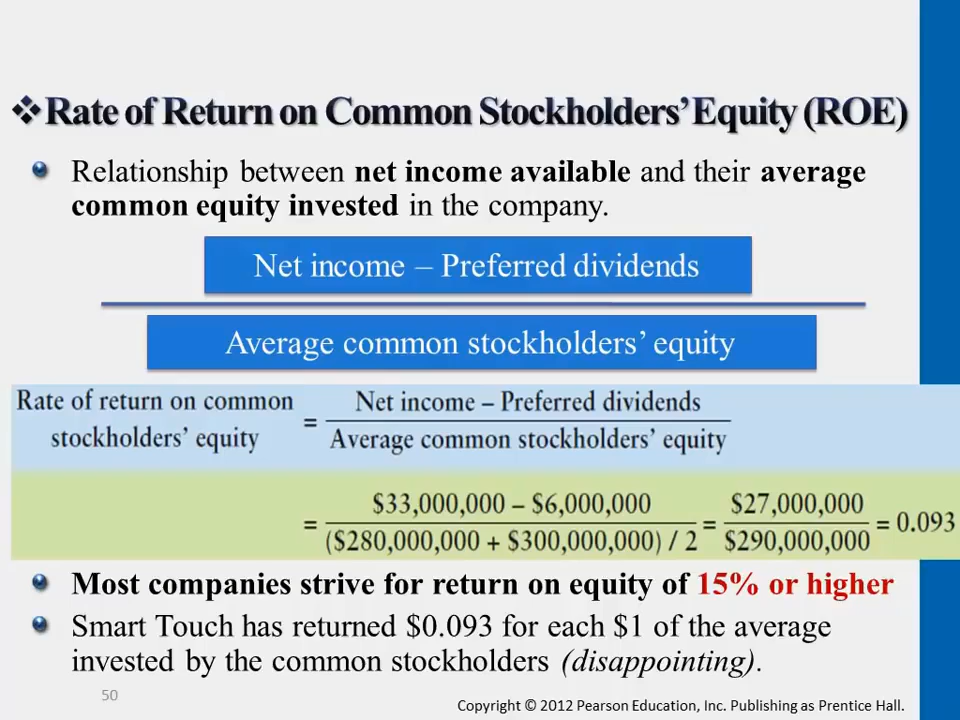 ❖Rate of Return on Common Stockholders' Equity (ROE)
Relationship between net income available and their average
common equity invested in the company.
Net income – Preferred dividends
Average common stockholders' equity
Rate of return on common
stockholders' equity
=
Net income – Preferred dividends
Average common stockholders' equity
=
$33,000,000 – $6,000,000
($280,000,000 + $300,000,000) / 2
=
$27,000,000
$290,000,000
= 0.093
Most companies strive for return on equity of 15% or higher
Smart Touch has returned $0.093 for each $1 of the average
invested by the common stockholders (disappointing).
50
Copyright © 2012 Pearson Education, Inc. Publishing as Prentice Hall.